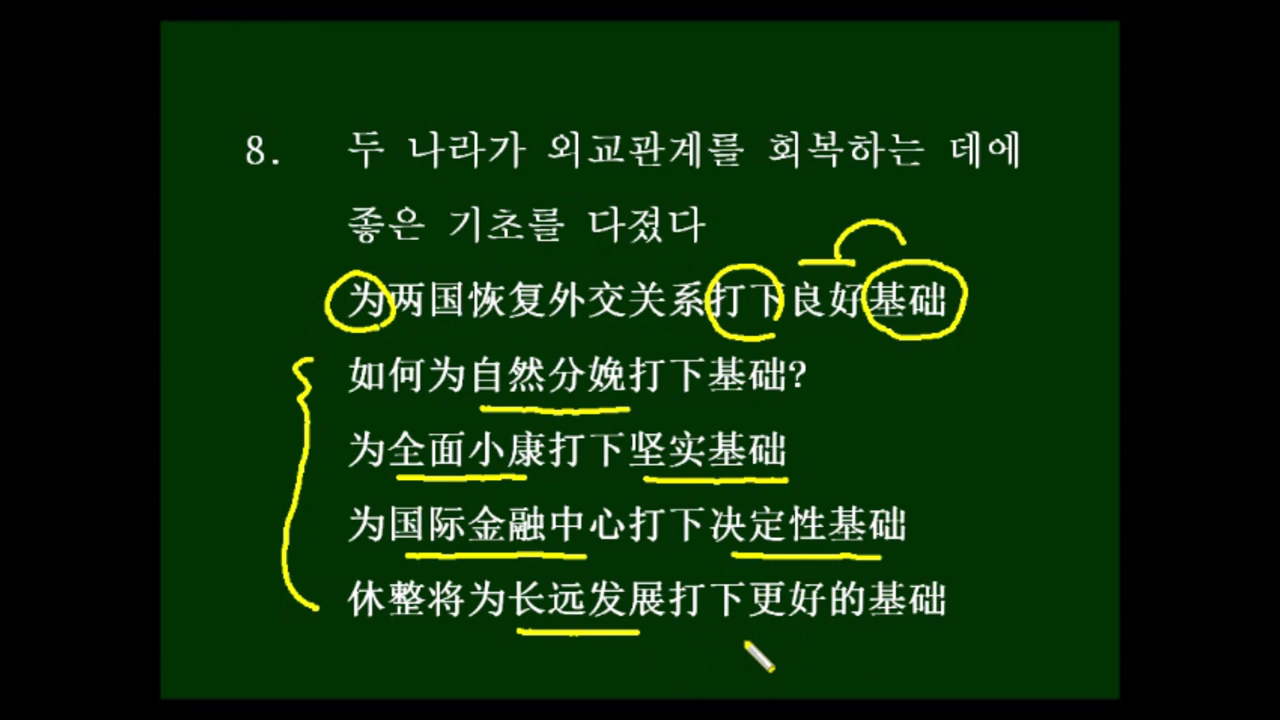 8. 두 나라가 외교관계를 회복하는 데에
좋은 기초를 다졌다
为两国恢复外交关系打下良好基础
如何为自然分娩打下基础?
为全面小康打下坚实基础
为国际金融中心打下决定性基础
休整将为长远发展打下更好的基础